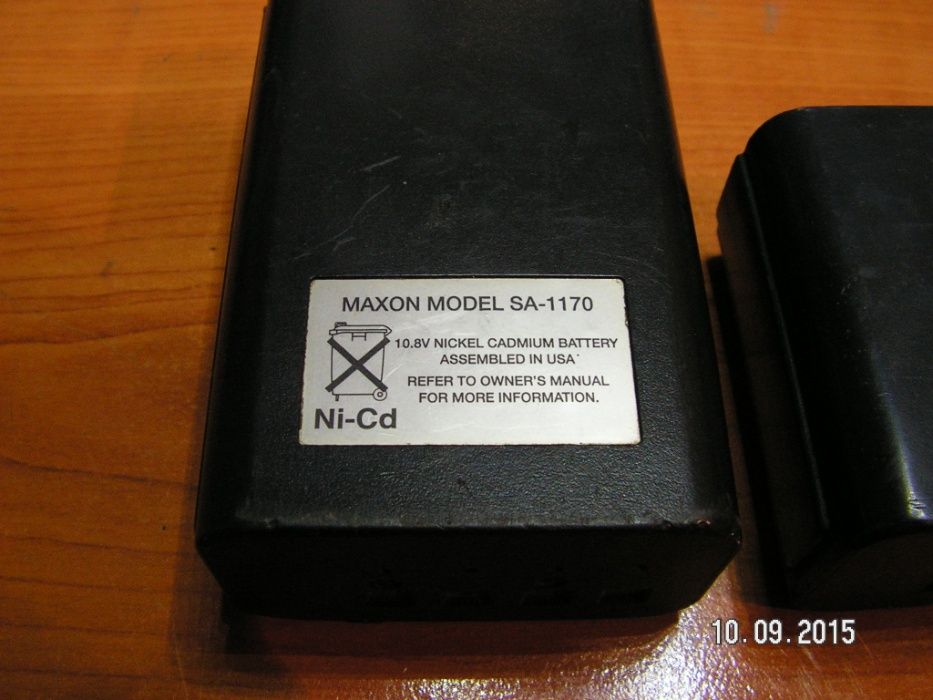 MAXON MODEL SA-1170
10.8V NICKEL CADMIUM BATTERY
ASSEMBLED IN USA
REFER TO OWNER'S MANUAL
FOR MORE INFORMATION.
Ni-Cd
10.09.2015